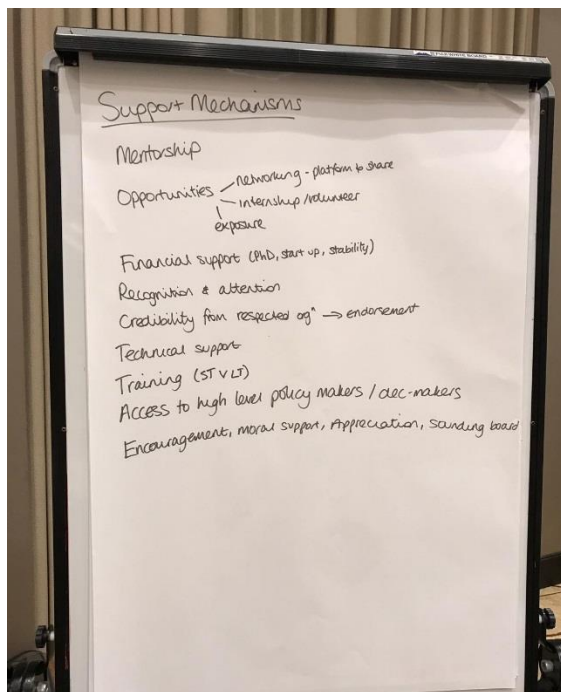 Support Mechanisms
Mentorship
Opportunities - networking - platform to share
- internship/volunteer
exposure
Financial support (PhD, start up, stability)
Recognition & attention
Credibility from respected orgⁿ → endorsement
Technical support
Training (ST v LT)
Access to high level policy makers / dec-makers
Encouragement, moral support, Appreciation, Sounding board